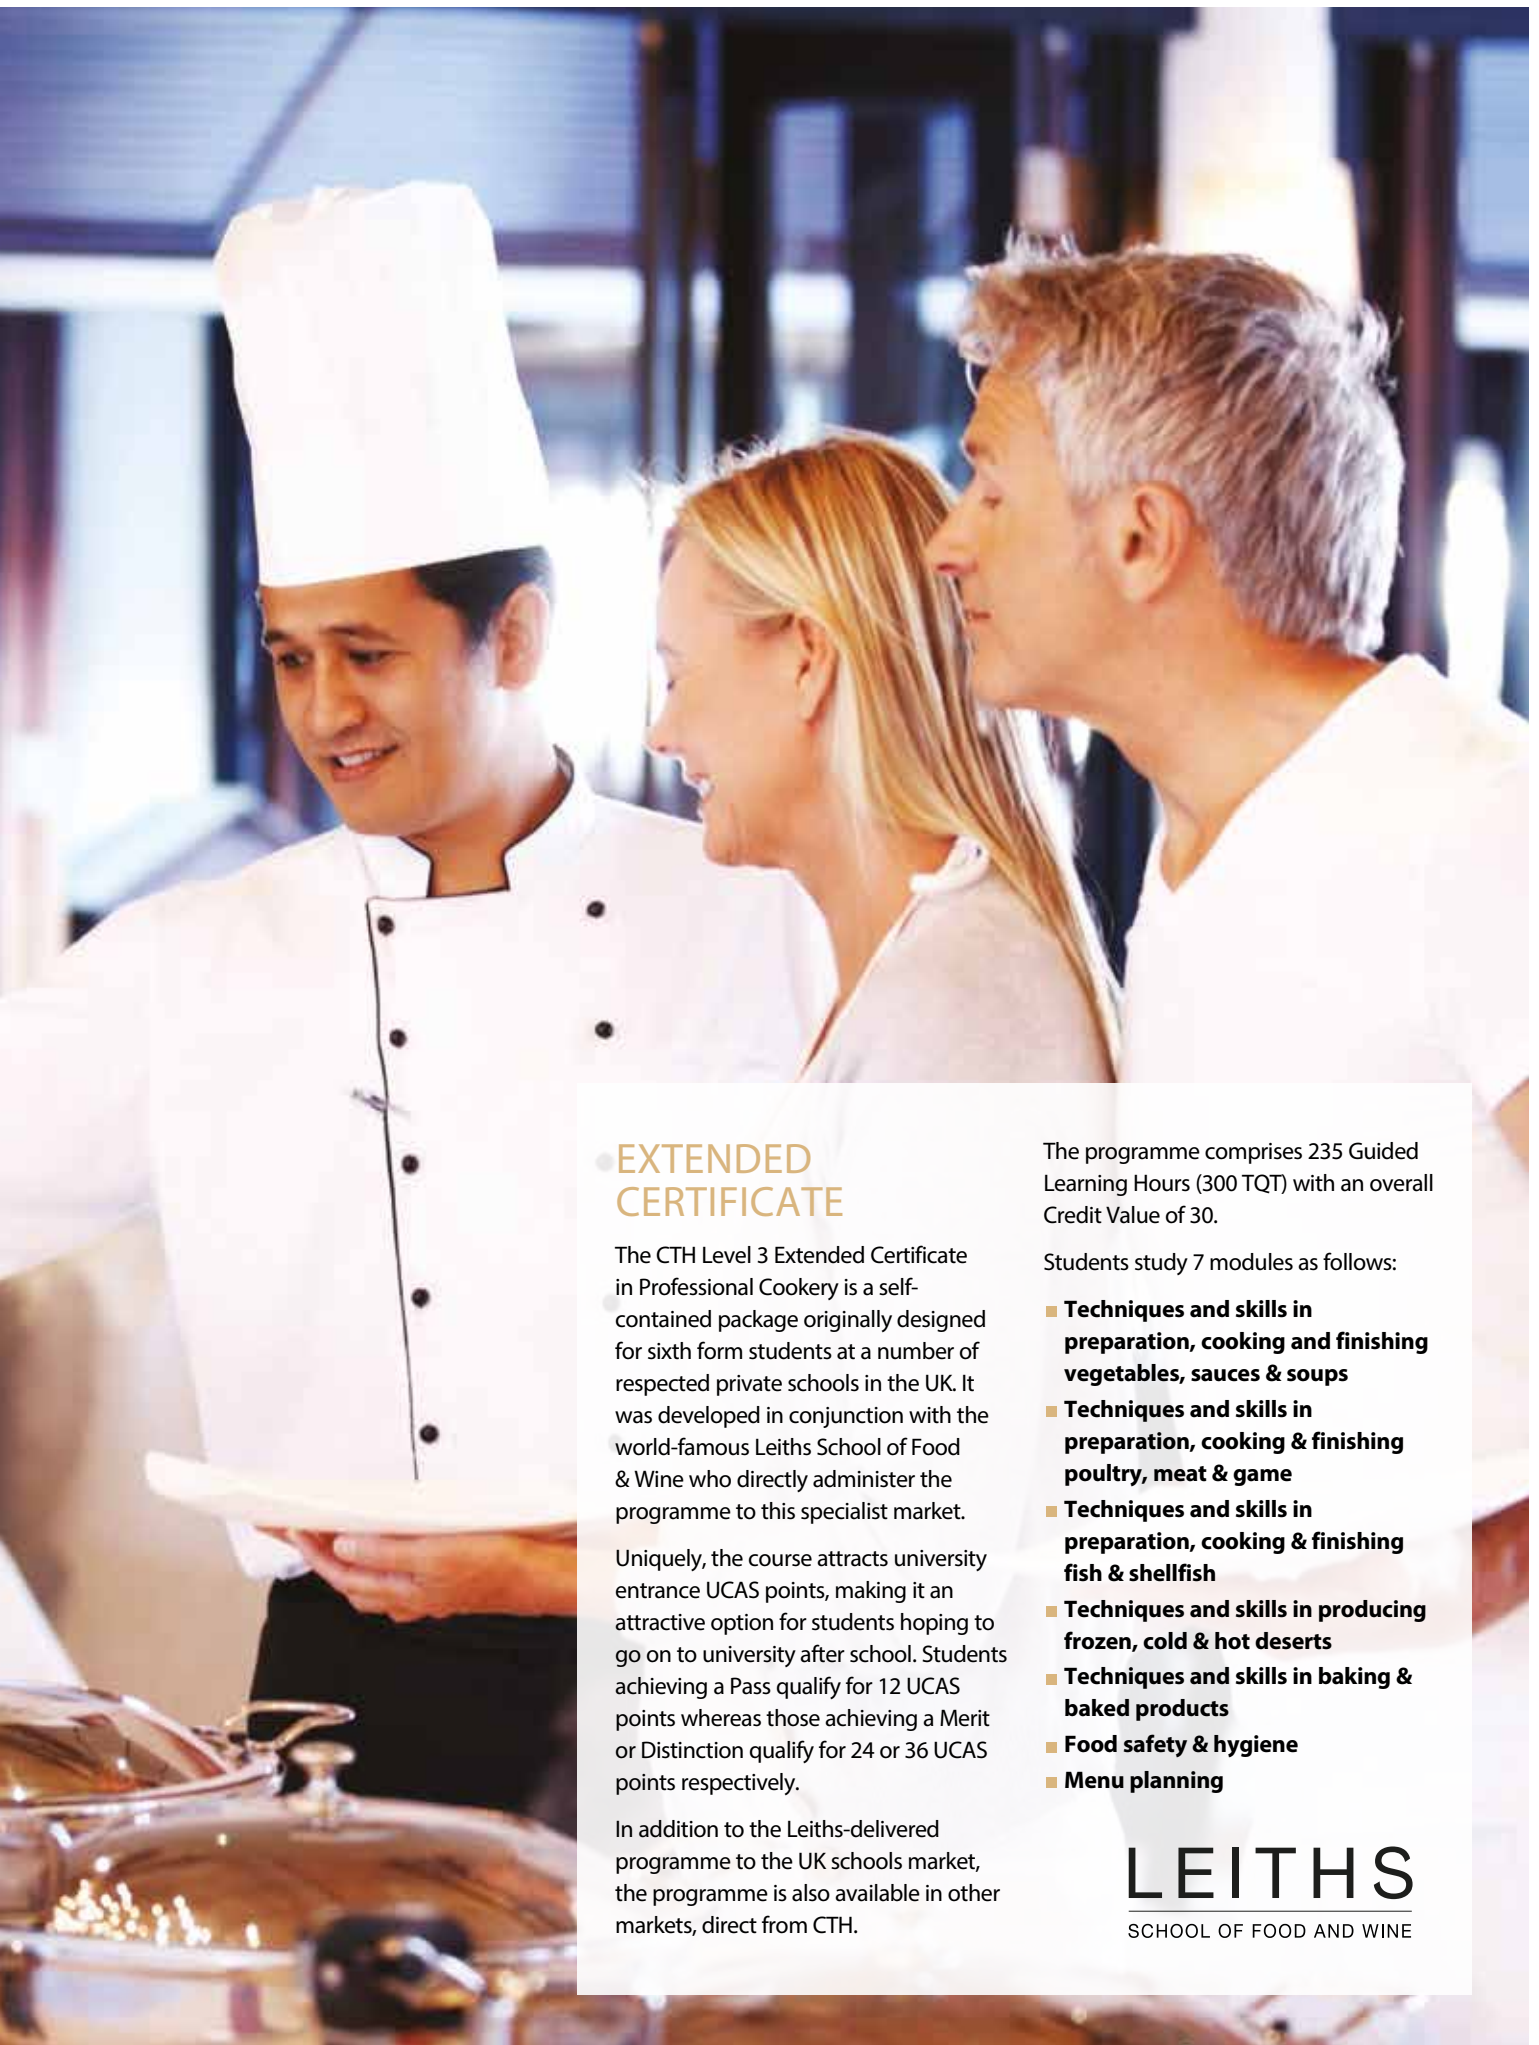 EXTENDED
CERTIFICATE
The CTH Level 3 Extended Certificate
in Professional Cookery is a self-
contained package originally designed
for sixth form students at a number of
respected private schools in the UK. It
was developed in conjunction with the
world-famous Leiths School of Food
& Wine who directly administer the
programme to this specialist market.
Uniquely, the course attracts university
entrance UCAS points, making it an
attractive option for students hoping to
go on to university after school. Students
achieving a Pass qualify for 12 UCAS
points whereas those achieving a Merit
or Distinction qualify for 24 or 36 UCAS
points respectively.
In addition to the Leiths-delivered
programme to the UK schools market,
the programme is also available in other
markets, direct from CTH.
The programme comprises 235 Guided
Learning Hours (300 TQT) with an overall
Credit Value of 30.
Students study 7 modules as follows:
Techniques and skills in
preparation, cooking and finishing
vegetables, sauces & soups
Techniques and skills in
preparation, cooking & finishing
poultry, meat & game
Techniques and skills in
preparation, cooking & finishing
fish & shellfish
Techniques and skills in producing
frozen, cold & hot deserts
Techniques and skills in baking &
baked products
Food safety & hygiene
Menu planning
LEITHS
SCHOOL OF FOOD AND WINE